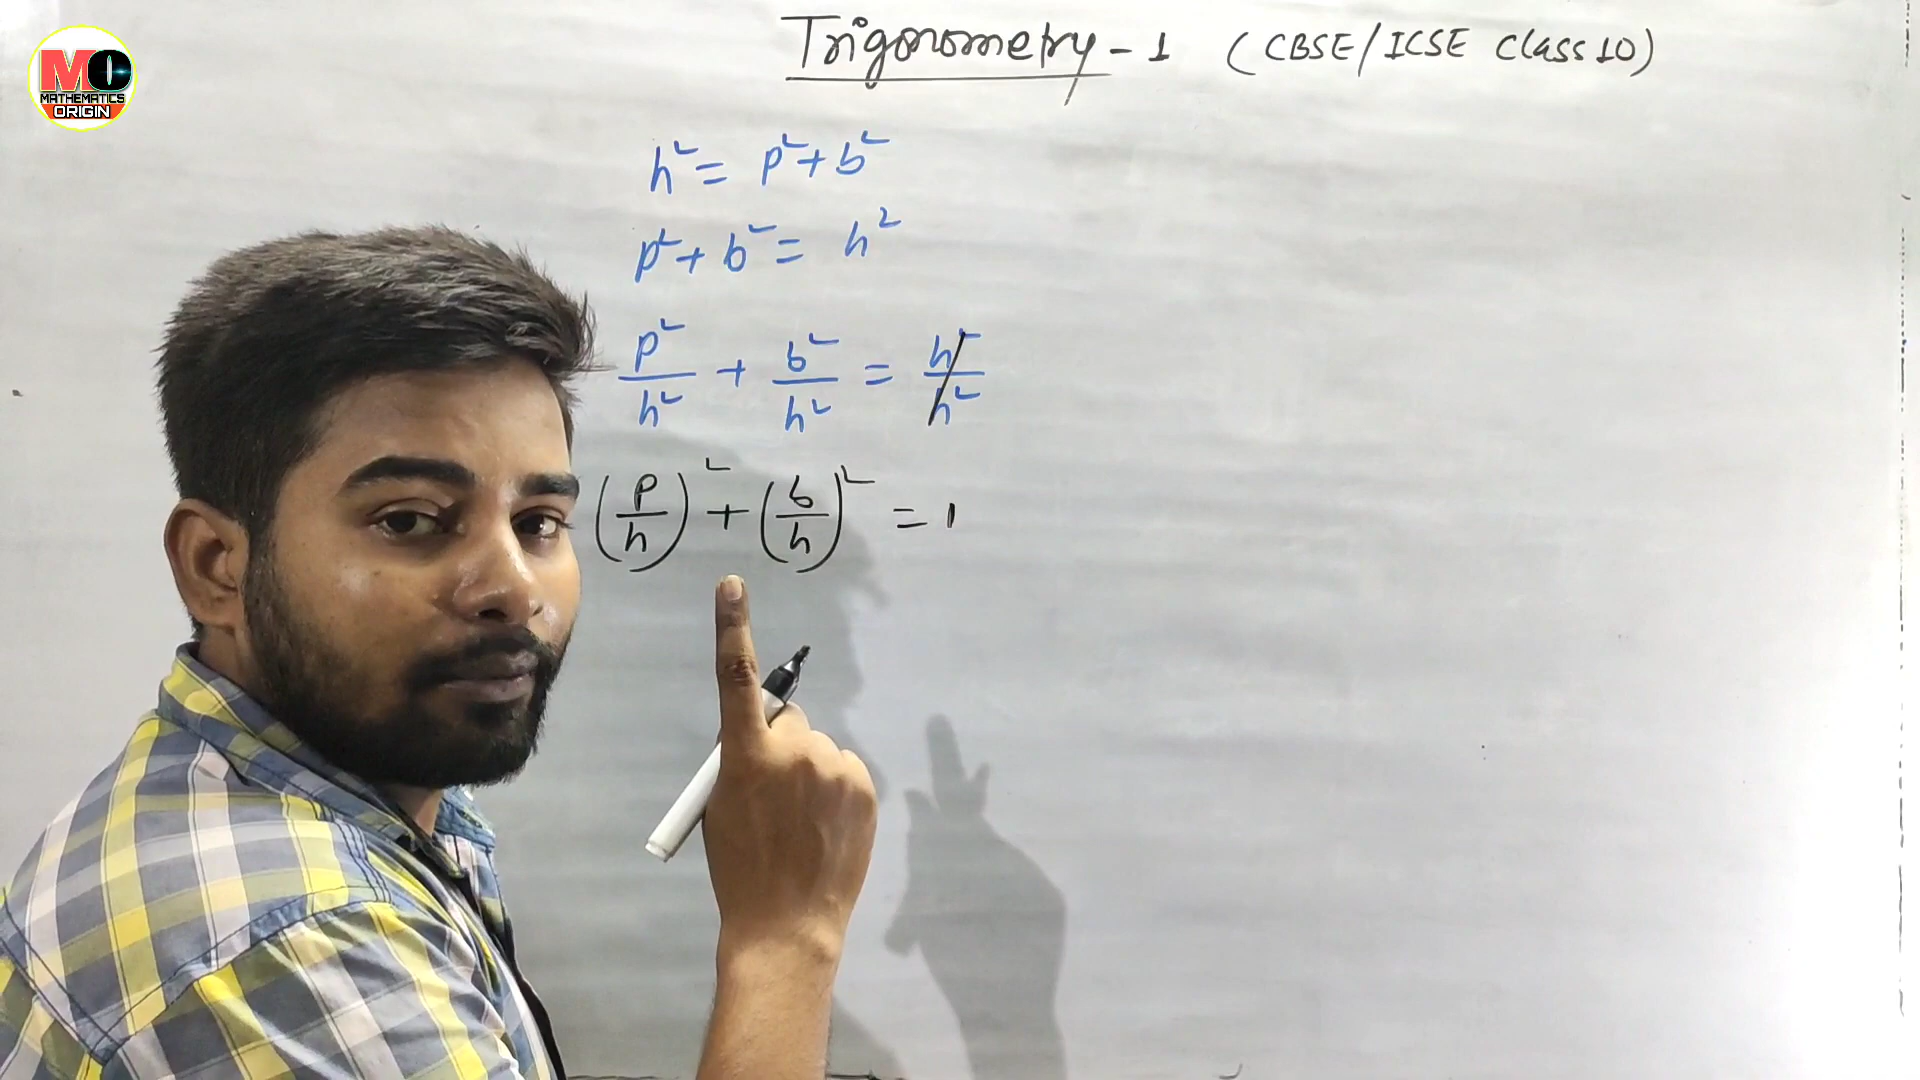 MO
MATHEMATICS
ORIGIN
Trigonometry - 1 (CBSE/ICSE Class 10)
h² = p² + b²
p² + b² = h²
p²/h² + b²/h² = h²/h²
(p/h)² + (b/h)² = 1